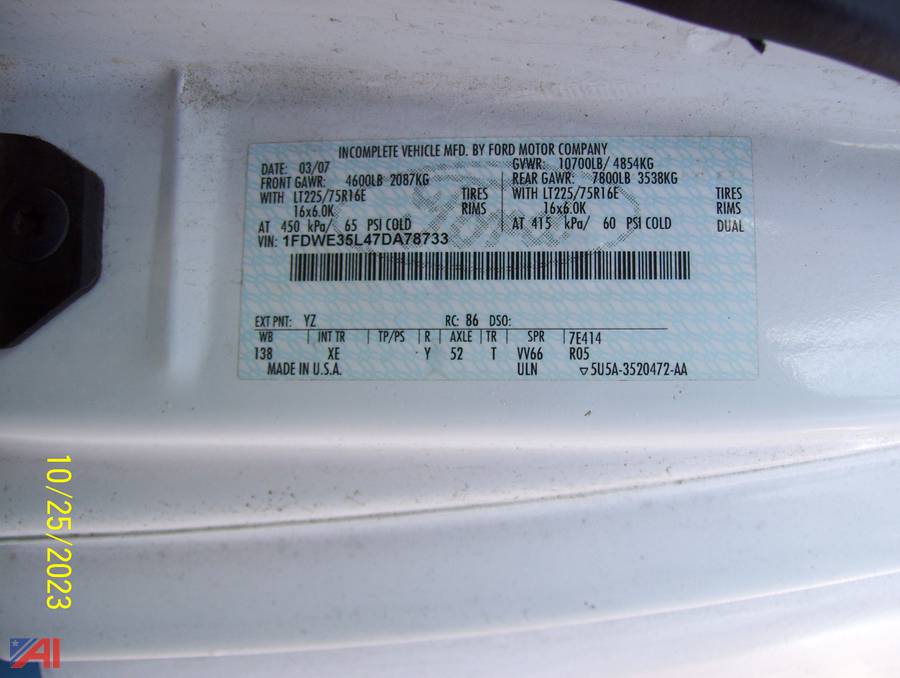 INCOMPLETE VEHICLE MFD. BY FORD MOTOR COMPANY
DATE: 03/07 GVWR: 10700LB/ 4854KG
FRONT GAWR: 4600LB 2087KG REAR GAWR: 7800LB 3538KG
WITH LT225/75R16E TIRES WITH LT225/75R16E TIRES
16x6.0K RIMS 16x6.0K RIMS
AT 450 kPa/ 65 PSI COLD AT 415 kPa/ 60 PSI COLD DUAL
VIN: 1FDWE35L47DA78733
EXT PNT: YZ RC: 86 DSO:
WB INT TR TP/PS R AXLE TR SPR 7E414
138 XE Y 52 T VV66 R05
MADE IN U.S.A. ULN ▽5U5A-3520472-AA
10/25/2023
AI